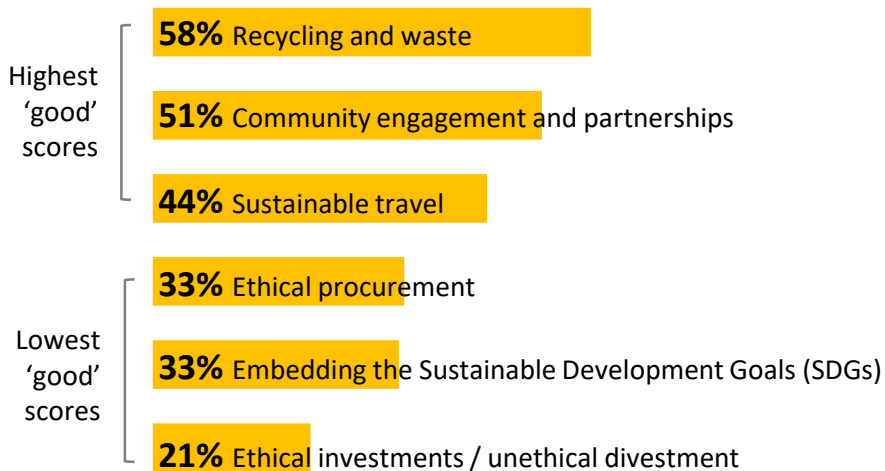 Highest
‘good’
scores
58% Recycling and waste
51% Community engagement and partnerships
44% Sustainable travel
Lowest
‘good’
scores
33% Ethical procurement
33% Embedding the Sustainable Development Goals (SDGs)
21% Ethical investments / unethical divestment